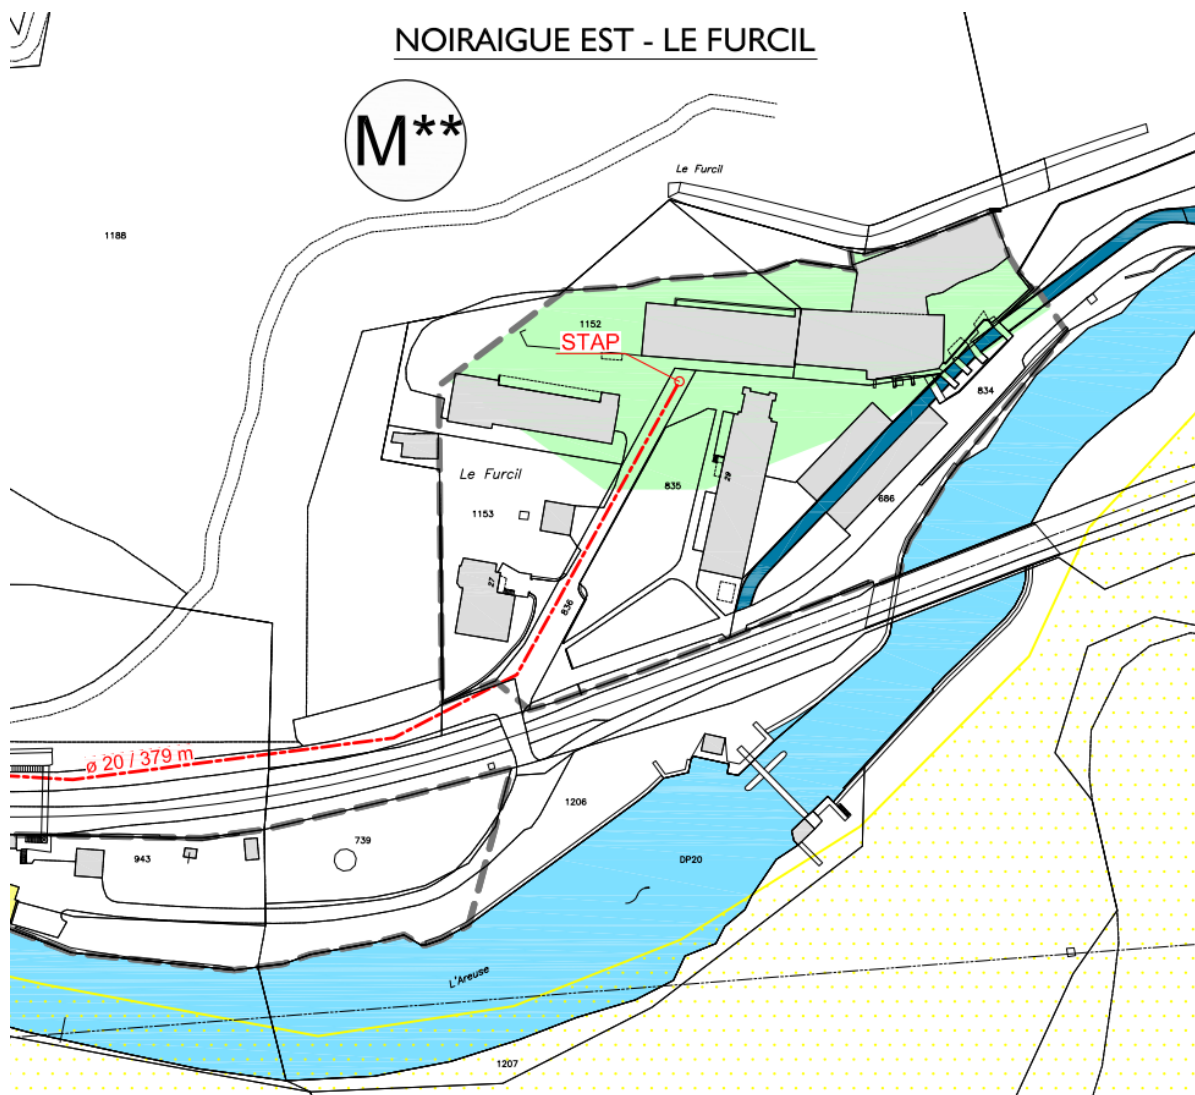 NOIRAIGUE EST - LE FURCIL
M**
Le Furcil
1188
1152
STAP
834
Le Furcil
835
29
686
1153
27
836
ø 20 / 379 m
1206
739
943
DP20
L'Areuse
1207